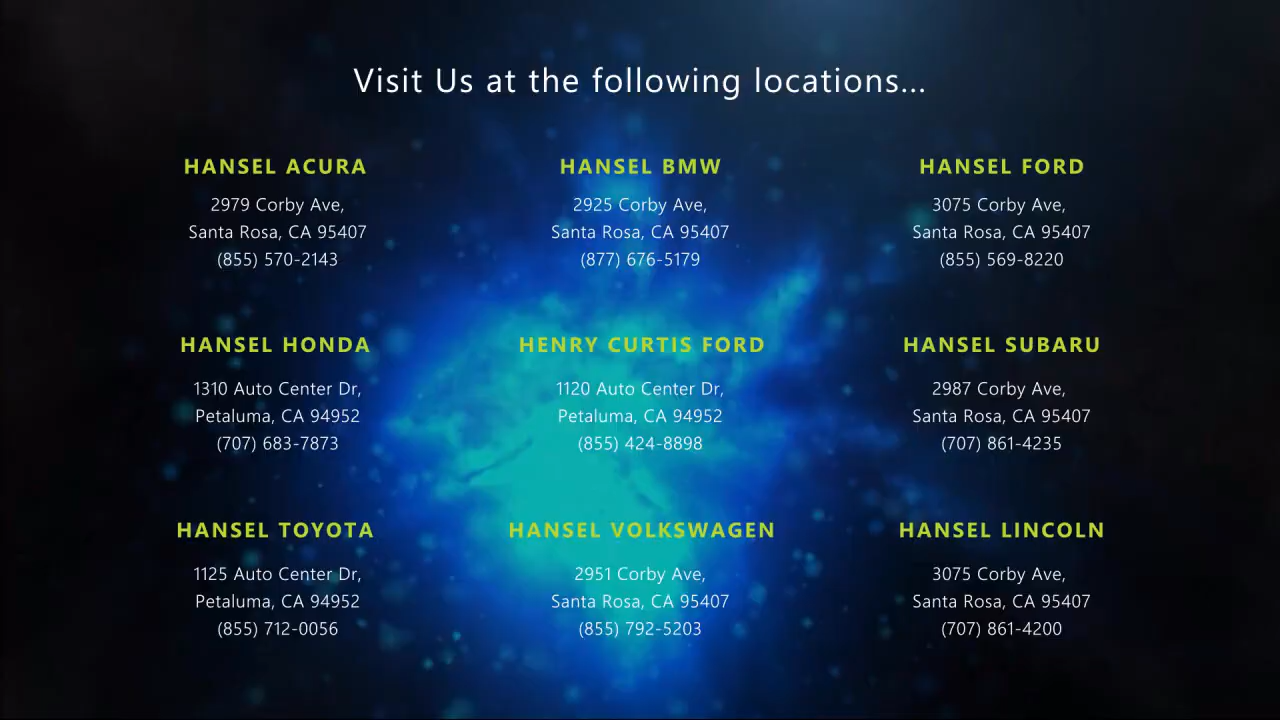 Visit Us at the following locations...
HANSEL ACURA
2979 Corby Ave,
Santa Rosa, CA 95407
(855) 570-2143
HANSEL BMW
2925 Corby Ave,
Santa Rosa, CA 95407
(877) 676-5179
HANSEL FORD
3075 Corby Ave,
Santa Rosa, CA 95407
(855) 569-8220
HANSEL HONDA
1310 Auto Center Dr,
Petaluma, CA 94952
(707) 683-7873
HENRY CURTIS FORD
1120 Auto Center Dr,
Petaluma, CA 94952
(855) 424-8898
HANSEL SUBARU
2987 Corby Ave,
Santa Rosa, CA 95407
(707) 861-4235
HANSEL TOYOTA
1125 Auto Center Dr,
Petaluma, CA 94952
(855) 712-0056
HANSEL VOLKSWAGEN
2951 Corby Ave,
Santa Rosa, CA 95407
(855) 792-5203
HANSEL LINCOLN
3075 Corby Ave,
Santa Rosa, CA 95407
(707) 861-4200